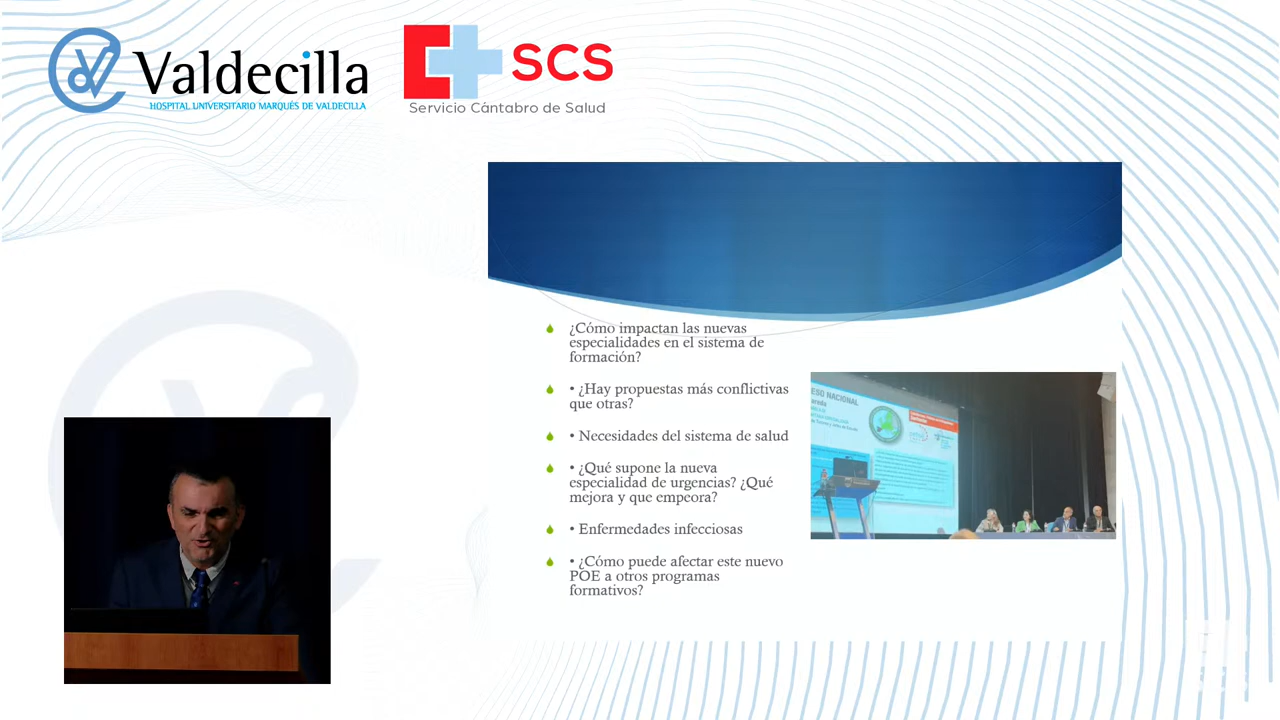 Valdecilla
HOSPITAL UNIVERSITARIO MARQUÉS DE VALDECILLA
SCS
Servicio Cántabro de Salud
¿Cómo impactan las nuevas
especialidades en el sistema de
formación?
• ¿Hay propuestas más conflictivas
que otras?
• Necesidades del sistema de salud
• ¿Qué supone la nueva
especialidad de urgencias? ¿Qué
mejora y que empeora?
• Enfermedades infecciosas
• ¿Cómo puede afectar este nuevo
POE a otros programas
formativos?
ESO NACIONAL